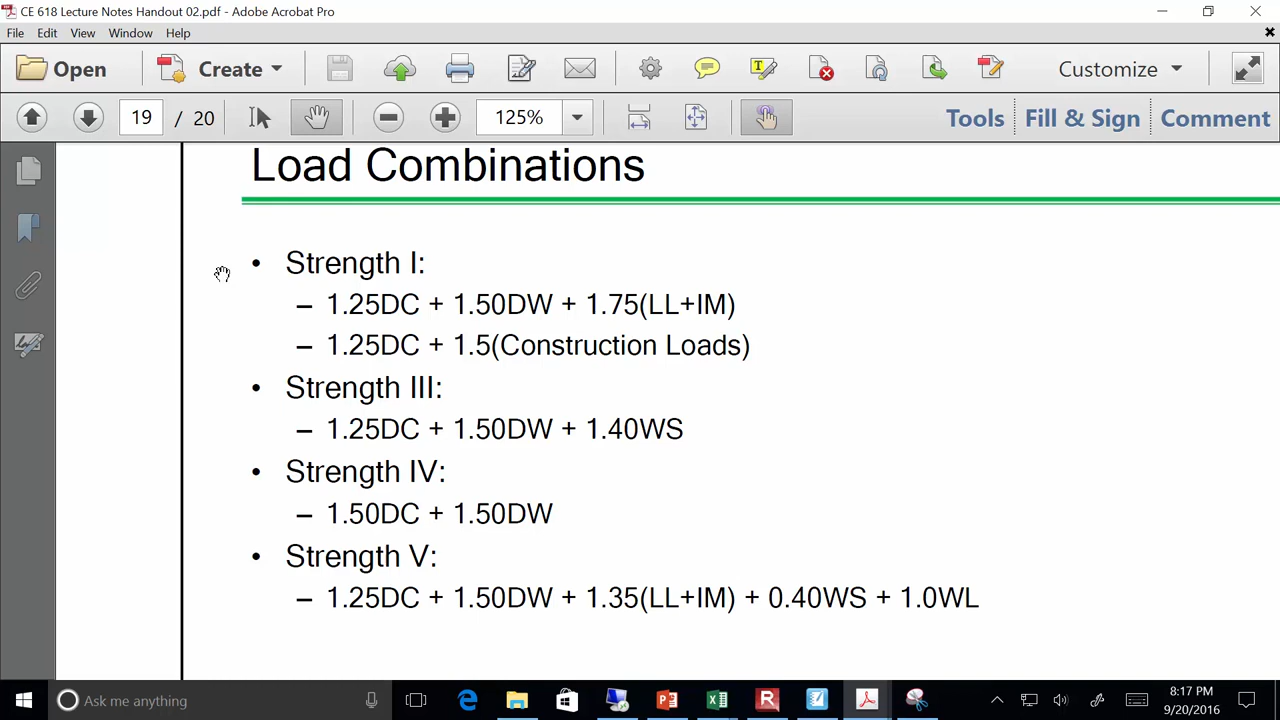 CE 618 Lecture Notes Handout 02.pdf - Adobe Acrobat Pro
File Edit View Window Help
Open Create Customize
19 / 20 125% Tools Fill & Sign Comment
Load Combinations
• Strength I:
– 1.25DC + 1.50DW + 1.75(LL+IM)
– 1.25DC + 1.5(Construction Loads)
• Strength III:
– 1.25DC + 1.50DW + 1.40WS
• Strength IV:
– 1.50DC + 1.50DW
• Strength V:
– 1.25DC + 1.50DW + 1.35(LL+IM) + 0.40WS + 1.0WL
Ask me anything
8:17 PM
9/20/2016